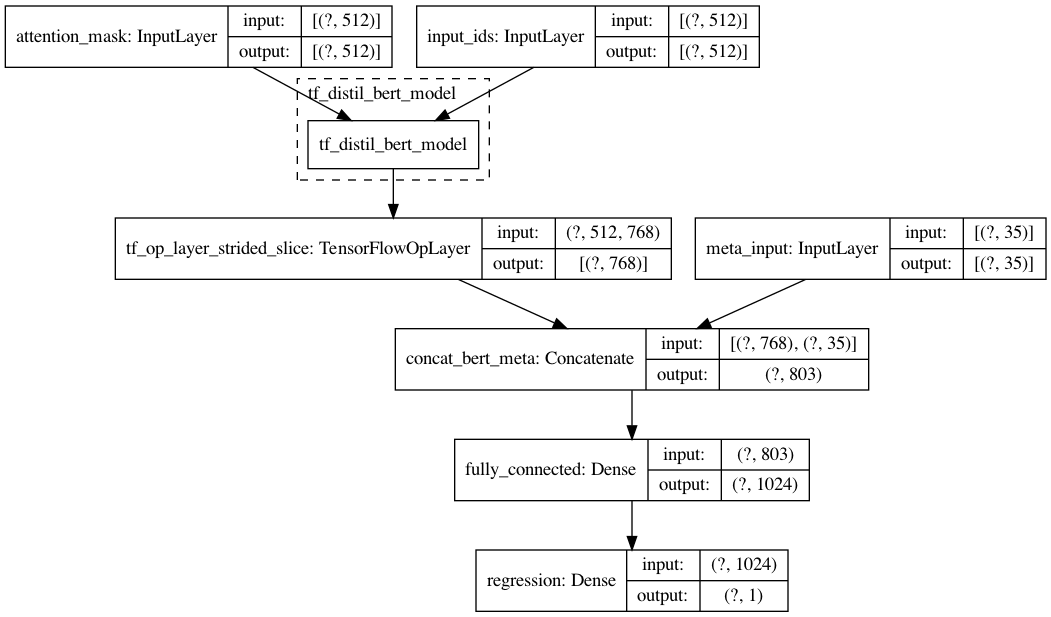 attention_mask: InputLayer
input:
[(?, 512)]
output:
[(?, 512)]
input_ids: InputLayer
input:
[(?, 512)]
output:
[(?, 512)]
tf_distil_bert_model
tf_distil_bert_model
tf_op_layer_strided_slice: TensorFlowOpLayer
input:
(?, 512, 768)
output:
[(?, 768)]
meta_input: InputLayer
input:
[(?, 35)]
output:
[(?, 35)]
concat_bert_meta: Concatenate
input:
[(?, 768), (?, 35)]
output:
(?, 803)
fully_connected: Dense
input:
(?, 803)
output:
(?, 1024)
regression: Dense
input:
(?, 1024)
output:
(?, 1)